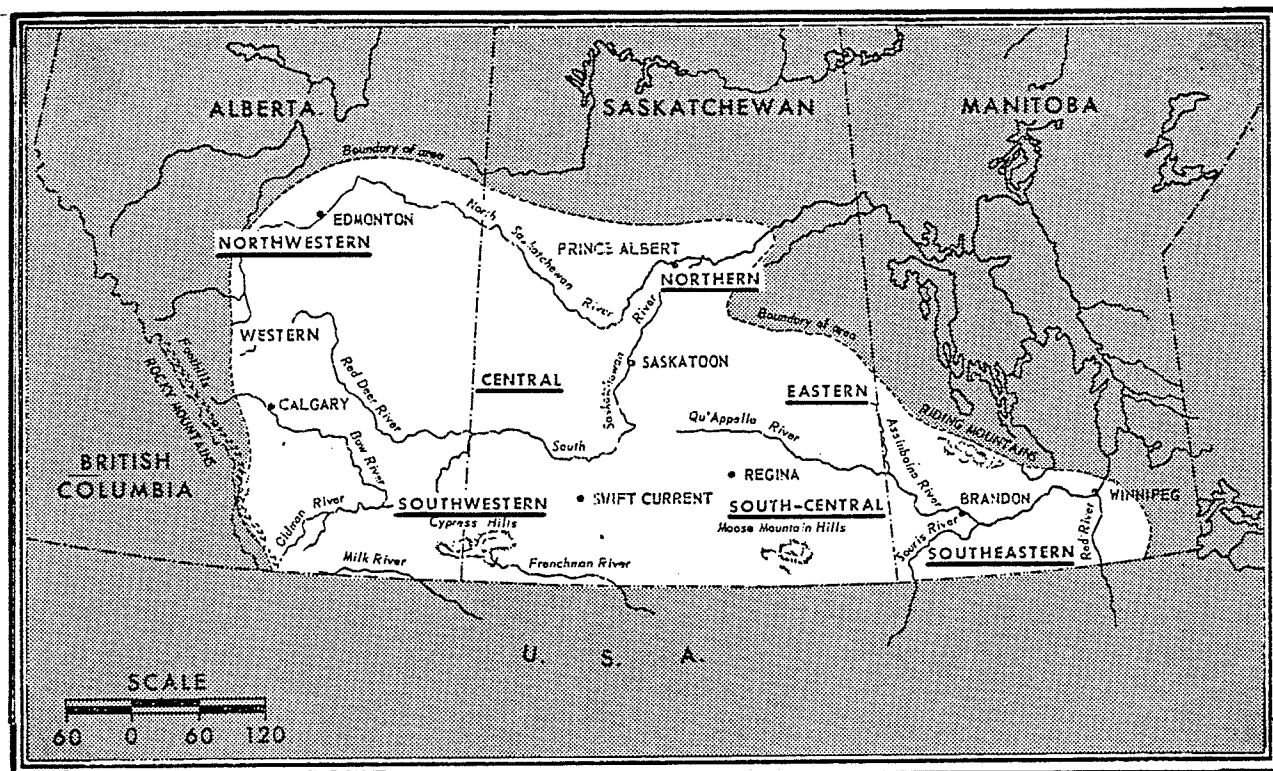 ALBERTA
SASKATCHEWAN
MANITOBA
Boundary of area
EDMONTON
NORTHWESTERN
North
Saskatchewan
River
PRINCE ALBERT
NORTHERN
River
Boundary of area
WESTERN
Foothills
ROCKY MOUNTAINS
Red Deer River
CENTRAL
SASKATOON
Saskatchewan
EASTERN
CALGARY
Qu'Appelle
River
RIDING MOUNTAINS
South
Assiniboine River
Bow River
BRITISH
COLUMBIA
REGINA
SOUTHWESTERN
SWIFT CURRENT
SOUTH-CENTRAL
BRANDON
WINNIPEG
River
Cypress Hills
Moose Mountain Hills
Souris River
SOUTHEASTERN
Red River
Milk River
Frenchman River
U. S. A.
SCALE
60 0 60 120